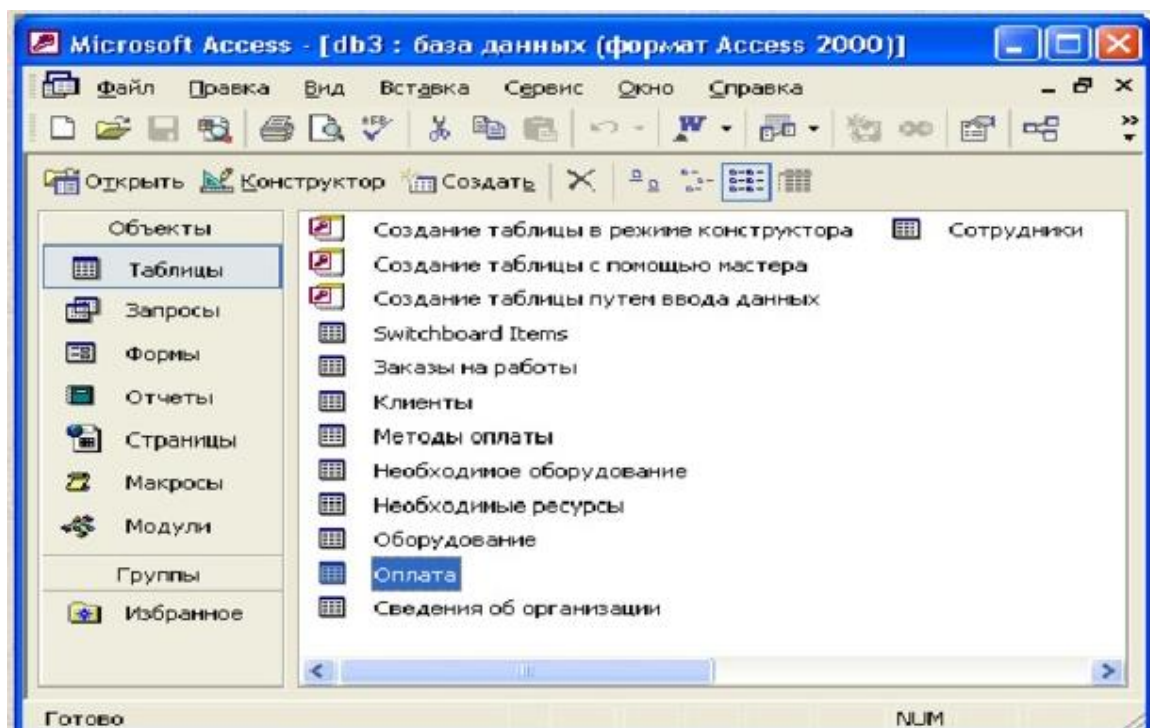 Microsoft Access - [db3 : база данных (формат Access 2000)]
Файл Правка Вид Вставка Сервис Окно Справка
Открыть Конструктор Создать
Объекты
Таблицы
Запросы
Формы
Отчеты
Страницы
Макросы
Модули
Группы
Избранное
Создание таблицы в режиме конструктора
Создание таблицы с помощью мастера
Создание таблицы путем ввода данных
Switchboard Items
Заказы на работы
Клиенты
Методы оплаты
Необходимое оборудование
Необходимые ресурсы
Оборудование
Оплата
Сведения об организации
Сотрудники
Готово NUM